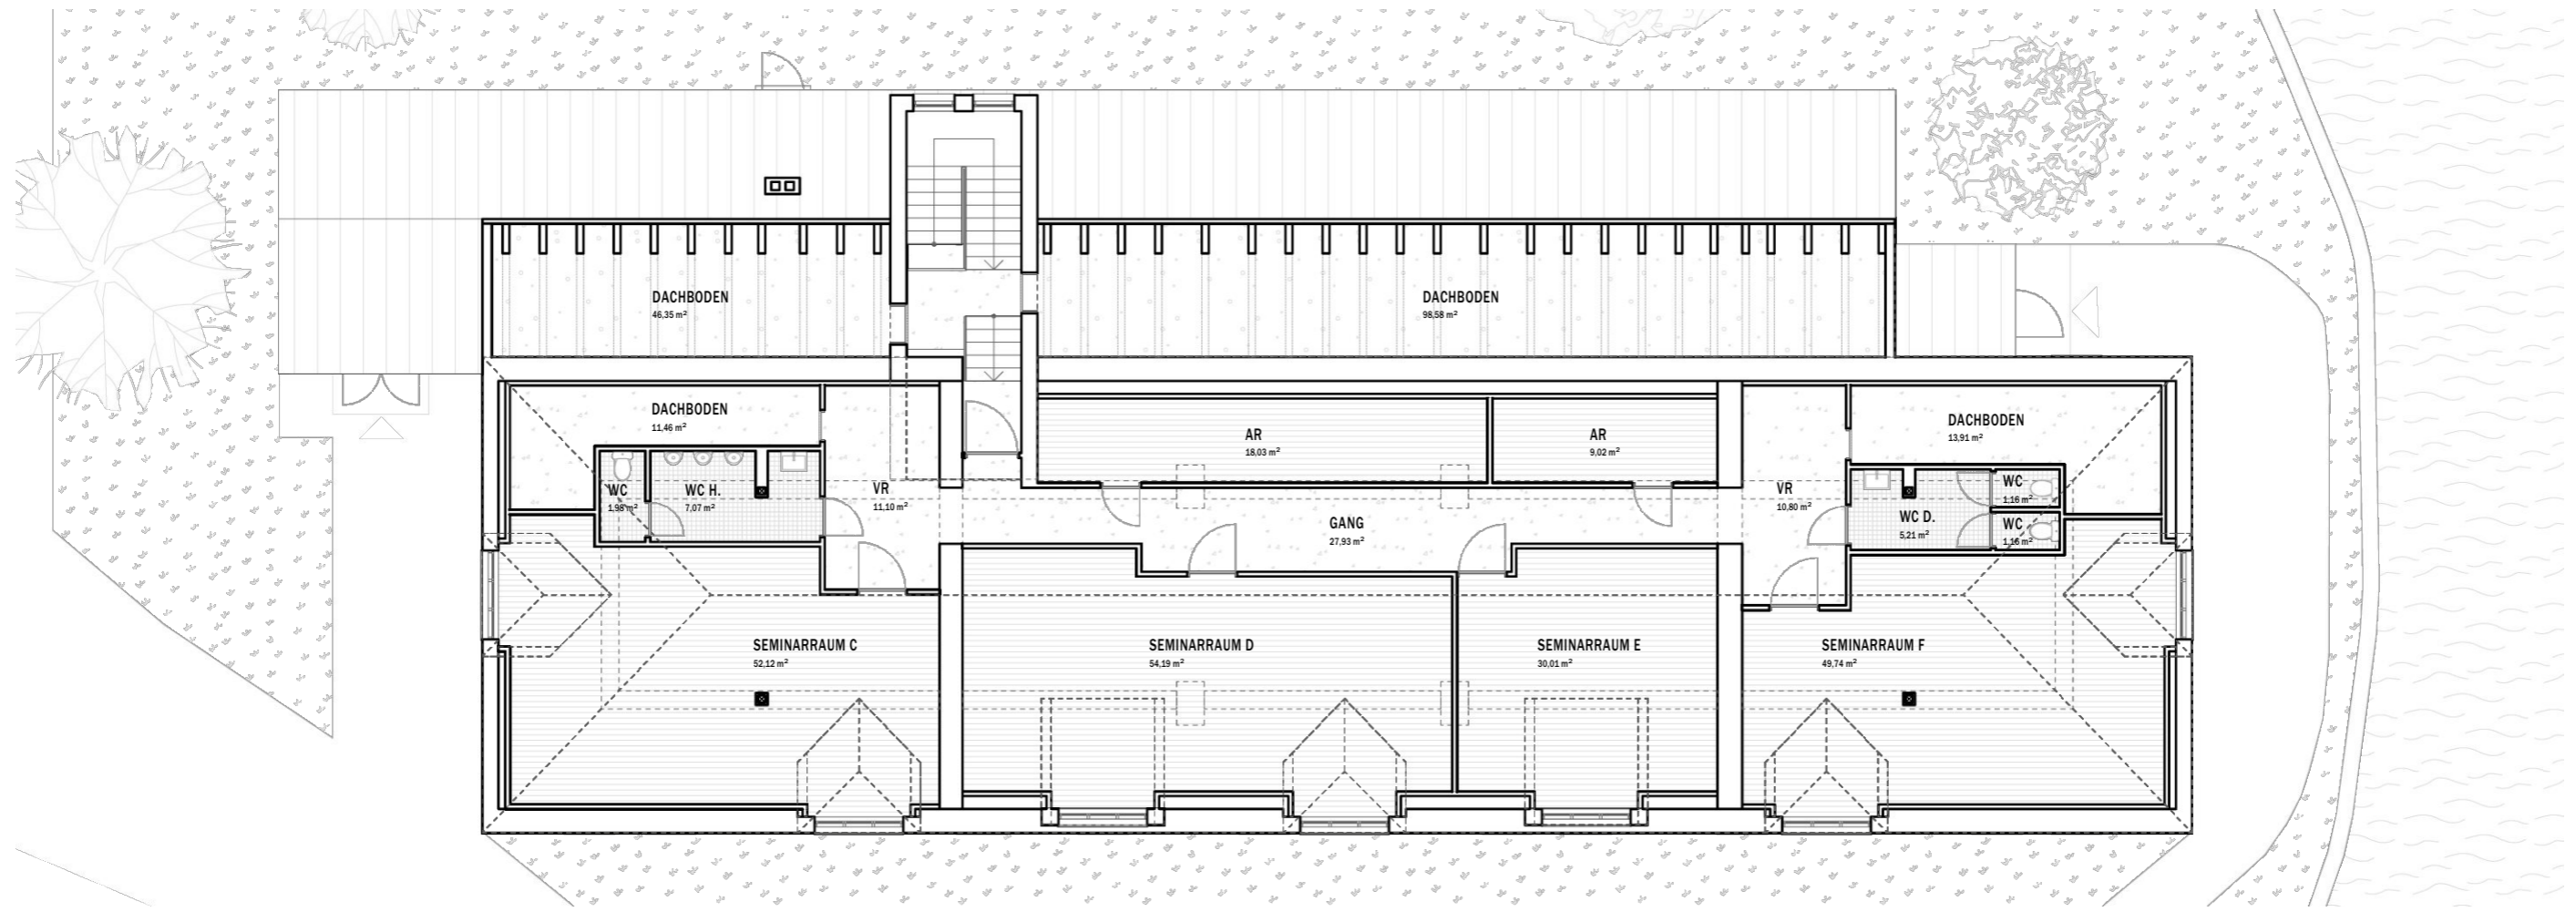 DACHBODEN
46,35 m²
DACHBODEN
98,58 m²
DACHBODEN
11,46 m²
DACHBODEN
13,91 m²
AR
18,03 m²
AR
9,02 m²
WC
1,98 m²
WC H.
7,07 m²
VR
11,10 m²
GANG
27,93 m²
VR
10,80 m²
WC D.
5,21 m²
WC
1,16 m²
WC
1,16 m²
SEMINARRAUM C
52,12 m²
SEMINARRAUM D
54,19 m²
SEMINARRAUM E
30,01 m²
SEMINARRAUM F
49,74 m²